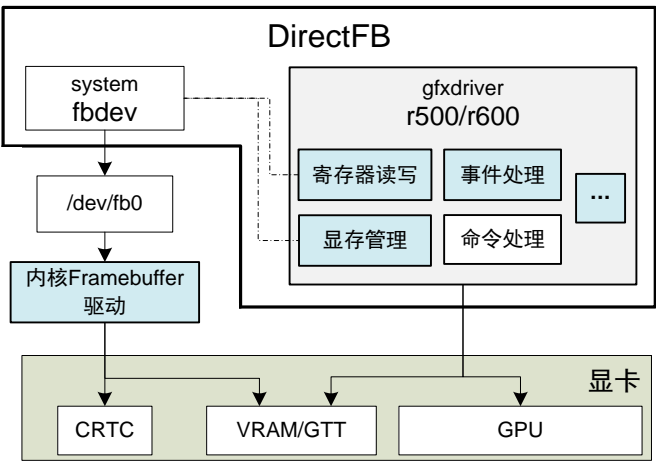 DirectFB
system
fbdev
gfxdriver
r500/r600
寄存器读写
事件处理
...
显存管理
命令处理
/dev/fb0
内核Framebuffer
驱动
显卡
CRTC
VRAM/GTT
GPU